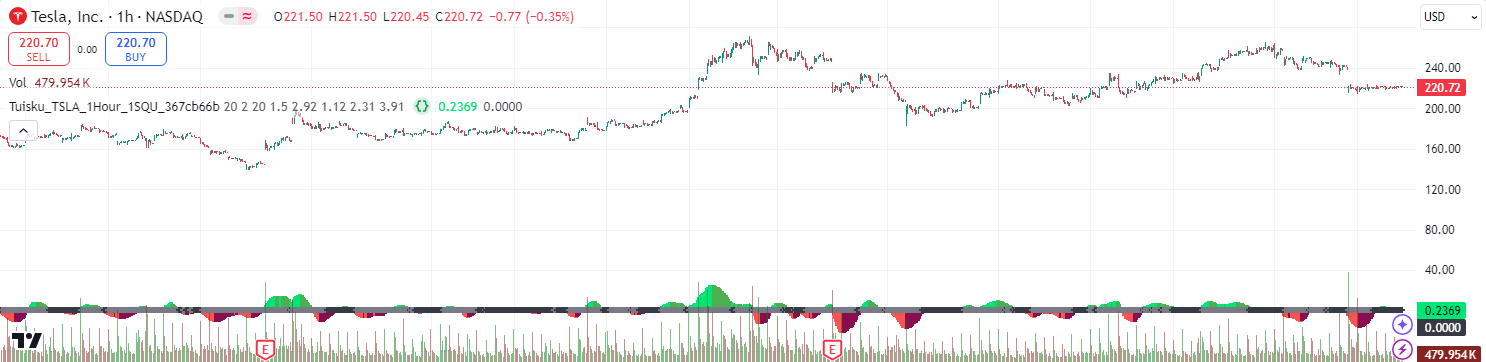 Tesla, Inc. · 1h · NASDAQ O221.50 H221.50 L220.45 C220.72 −0.77 (−0.35%)
USD
220.70 0.00 220.70
SELL BUY
Vol 479.954 K
Tuisku_TSLA_1Hour_1SQU_367cb66b 20 2 20 1.5 2.92 1.12 2.31 3.91 {} 0.2369 0.0000
240.00
220.72
200.00
160.00
120.00
80.00
40.00
0.2369
0.0000
E E
479.954 K